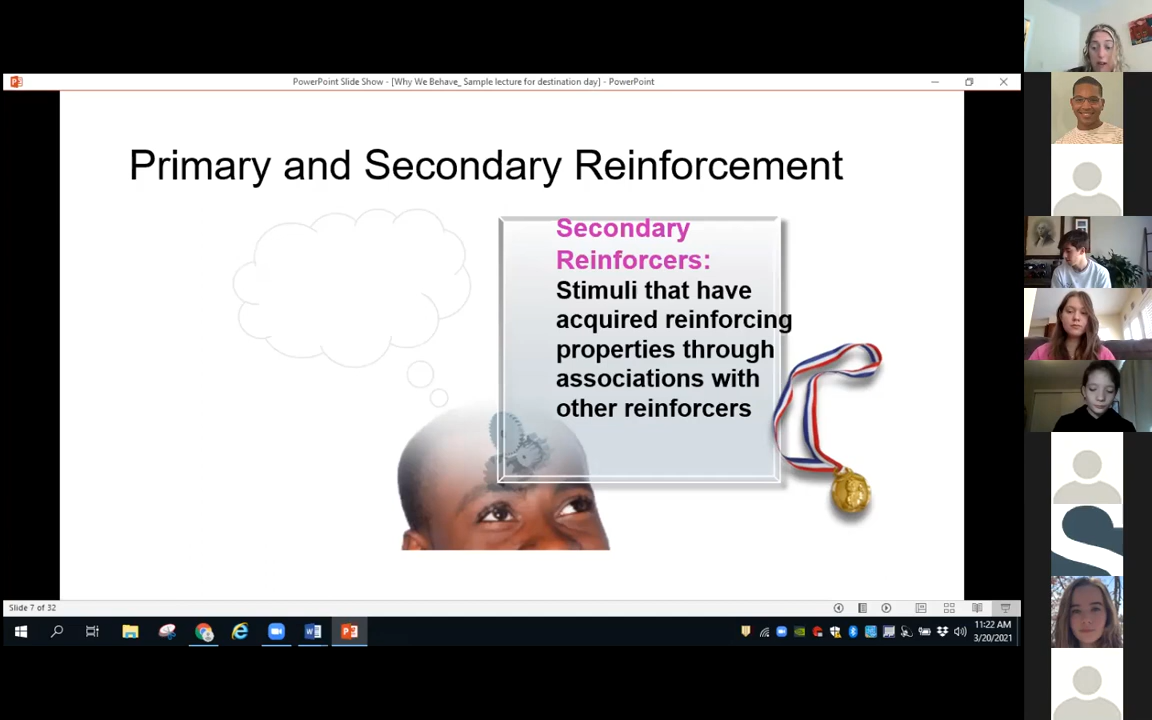 PowerPoint Slide Show - [Why We Behave_ Sample lecture for destination day] - PowerPoint
Primary and Secondary Reinforcement
Secondary
Reinforcers:
Stimuli that have
acquired reinforcing
properties through
associations with
other reinforcers
Slide 7 of 32
11:22 AM
3/20/2021
S